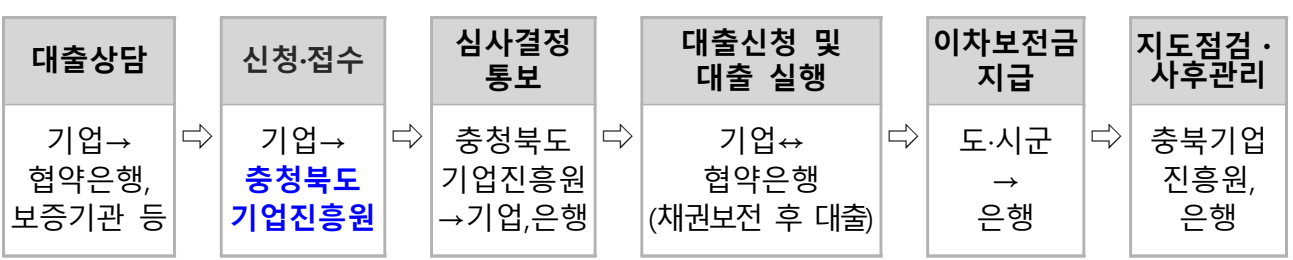 대출상담
기업→
협약은행,
보증기관 등
⇨
신청·접수
기업→
충청북도
기업진흥원
⇨
심사결정
통보
충청북도
기업진흥원
→기업,은행
⇨
대출신청 및
대출 실행
기업↔
협약은행
(채권보전 후 대출)
⇨
이차보전금
지급
도·시군
→
은행
⇨
지도점검·
사후관리
충북기업
진흥원,
은행